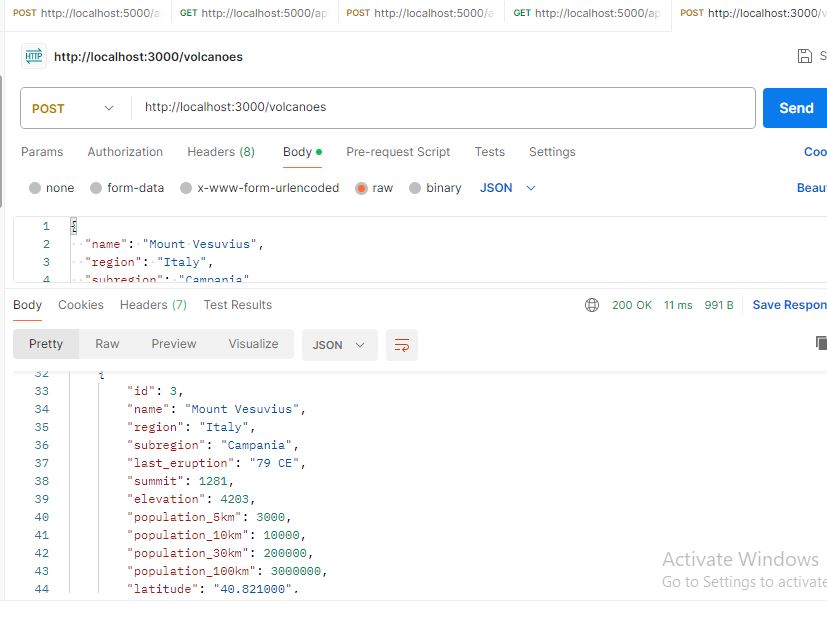 POST http://localhost:5000/a GET http://localhost:5000/ap POST http://localhost:5000/a GET http://localhost:5000/ap POST http://localhost:3000/v
HTTP http://localhost:3000/volcanoes S
POST http://localhost:3000/volcanoes Send
Params Authorization Headers (8) Body Pre-request Script Tests Settings Coo
none form-data x-www-form-urlencoded raw binary JSON Beau
1 {
2 "name": "Mount Vesuvius",
3 "region": "Italy",
4 "subregion": "Campania"
Body Cookies Headers (7) Test Results 200 OK 11 ms 991 B Save Respon
Pretty Raw Preview Visualize JSON
32 {
33 "id": 3,
34 "name": "Mount Vesuvius",
35 "region": "Italy",
36 "subregion": "Campania",
37 "last_eruption": "79 CE",
38 "summit": 1281,
39 "elevation": 4203,
40 "population_5km": 3000,
41 "population_10km": 10000,
42 "population_30km": 200000,
43 "population_100km": 3000000,
44 "latitude": "40.821000",
Activate Windows
Go to Settings to activate